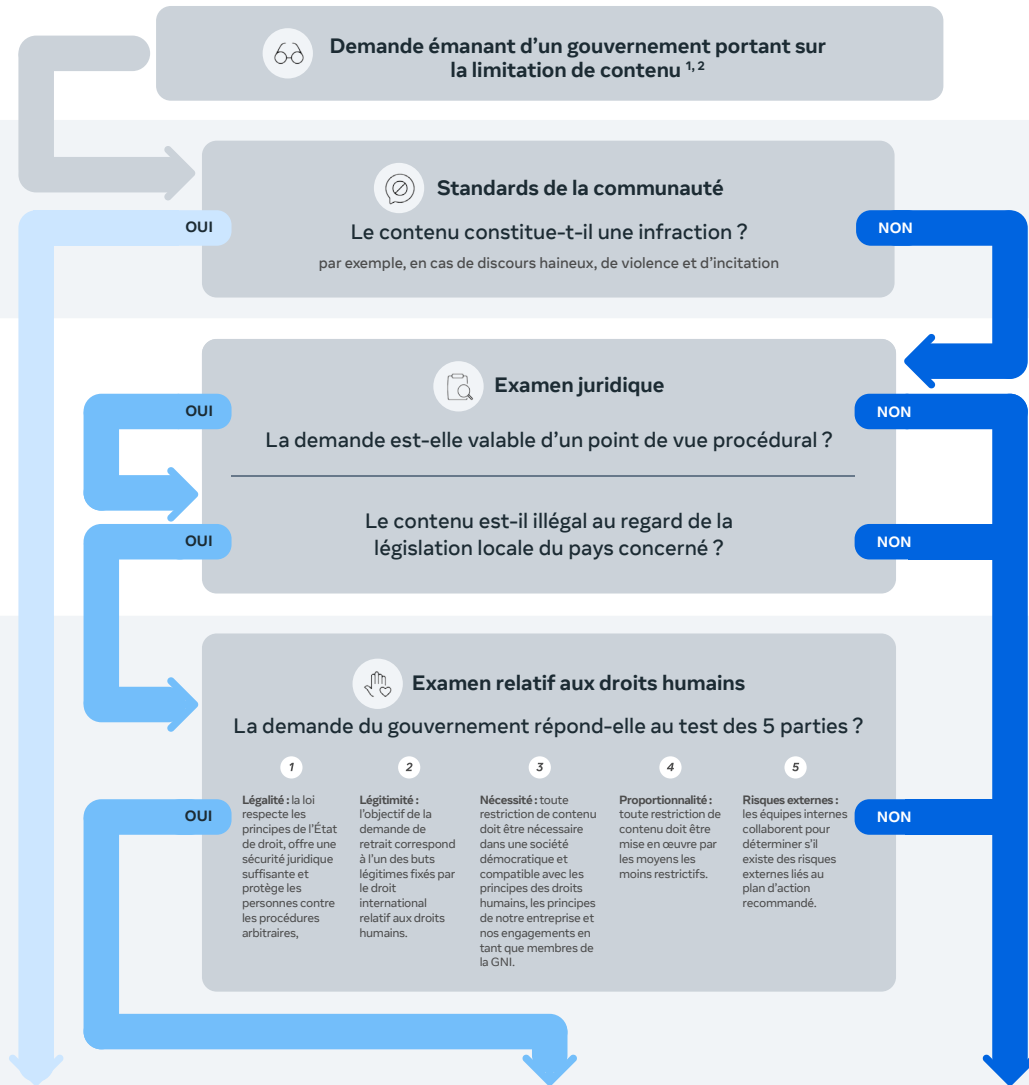 Demande émanant d’un gouvernement portant sur
la limitation de contenu ¹, ²
Standards de la communauté
OUI
NON
Le contenu constitue-t-il une infraction ?
par exemple, en cas de discours haineux, de violence et d’incitation
Examen juridique
OUI
NON
La demande est-elle valable d’un point de vue procédural ?
Le contenu est-il illégal au regard de la
législation locale du pays concerné ?
OUI
NON
Examen relatif aux droits humains
La demande du gouvernement répond-elle au test des 5 parties ?
OUI
NON
1
Légalité : la loi
respecte les
principes de l’État
de droit, offre une
sécurité juridique
suffisante et
protège les
personnes contre
les procédures
arbitraires,
2
Légitimité :
l’objectif de la
demande de
retrait correspond
à l’un des buts
légitimes fixés par
le droit
international
relatif aux droits
humains.
3
Nécessité : toute
restriction de contenu
doit être nécessaire
dans une société
démocratique et
compatible avec les
principes des droits
humains, les principes
de notre entreprise et
nos engagements en
tant que membres de
la GNI.
4
Proportionnalité :
toute restriction de
contenu doit être
mise en œuvre par
les moyens les
moins restrictifs.
5
Risques externes :
les équipes internes
collaborent pour
déterminer s’il
existe des risques
externes liés au
plan d’action
recommandé.